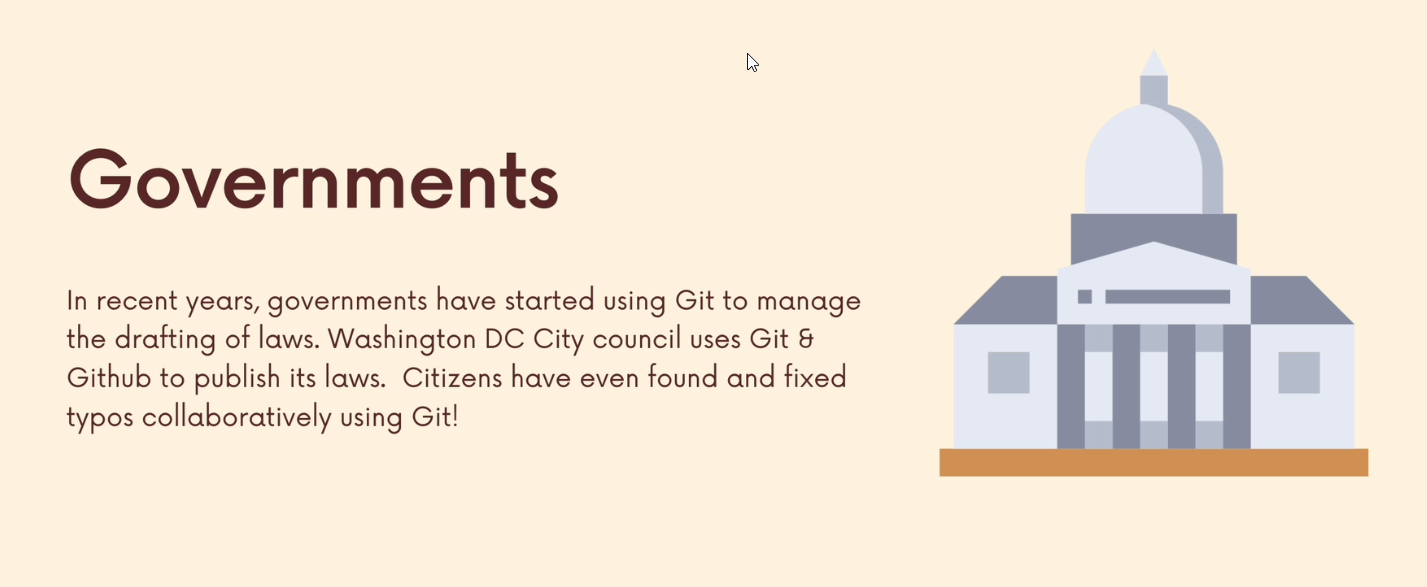 Governments
In recent years, governments have started using Git to manage
the drafting of laws. Washington DC City council uses Git &
Github to publish its laws.  Citizens have even found and fixed
typos collaboratively using Git!